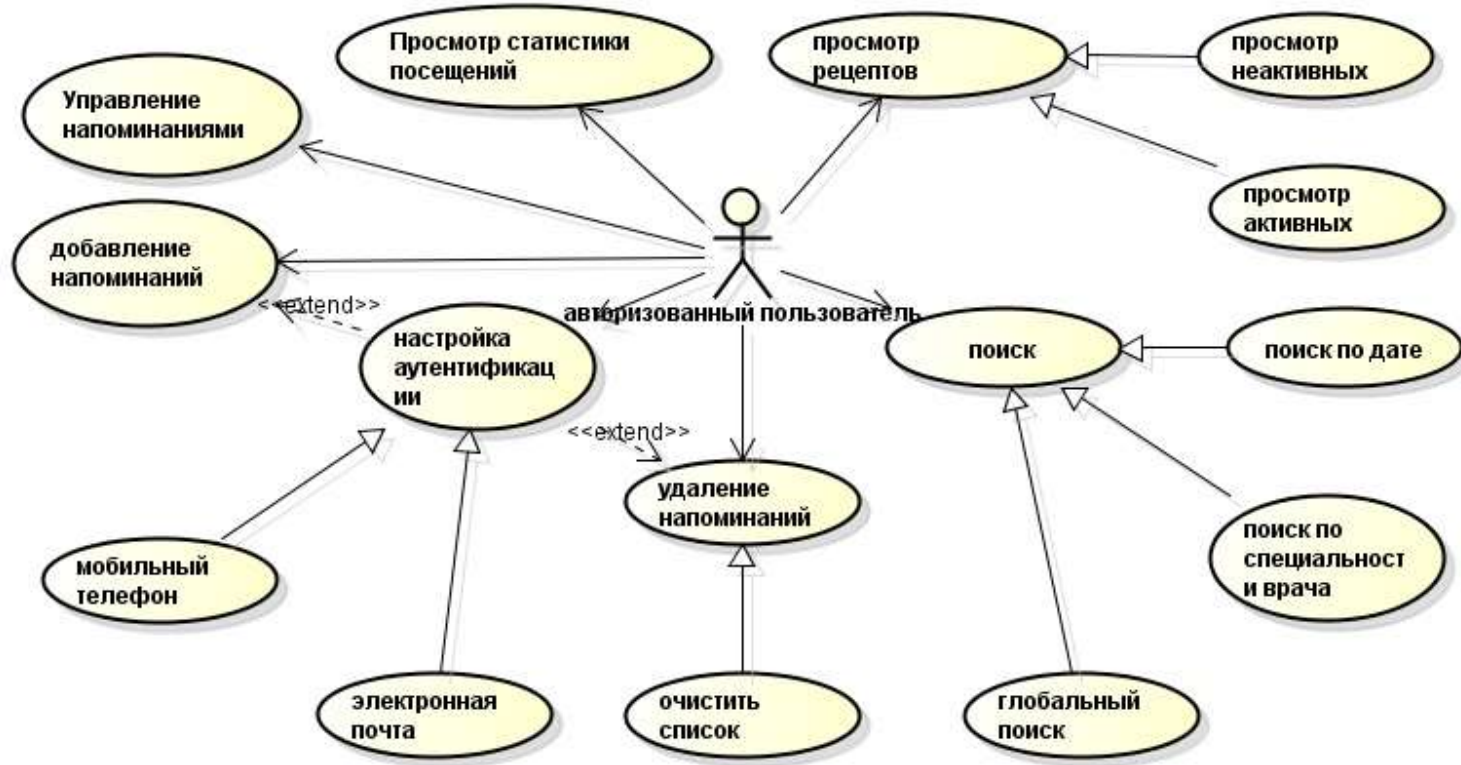 Просмотр статистики
посещений
просмотр
рецептов
просмотр
неактивных
Управление
напоминаниями
просмотр
активных
добавление
напоминаний
<<extend>>
авторизованный пользователь
настройка
аутентификац
ии
поиск
поиск по дате
<<extend>>
удаление
напоминаний
мобильный
телефон
поиск по
специальност
и врача
электронная
почта
очистить
список
глобальный
поиск